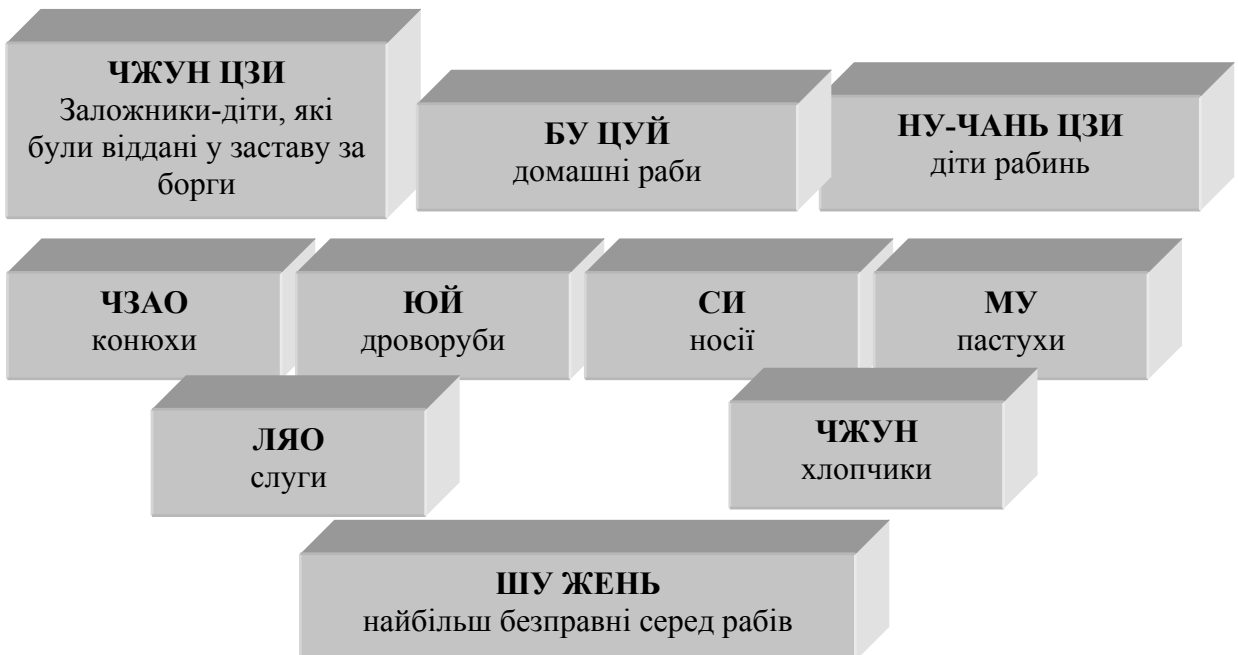 ЧЖУН ЦЗИ
Заложники-діти, які
були віддані у заставу за
борги
БУ ЦУЙ
домашні раби
НУ-ЧАНЬ ЦЗИ
діти рабинь
ЧЗАО
конюхи
ЮЙ
дроворуби
СИ
носії
МУ
пастухи
ЛЯО
слуги
ЧЖУН
хлопчики
ШУ ЖЕНЬ
найбільш безправні серед рабів